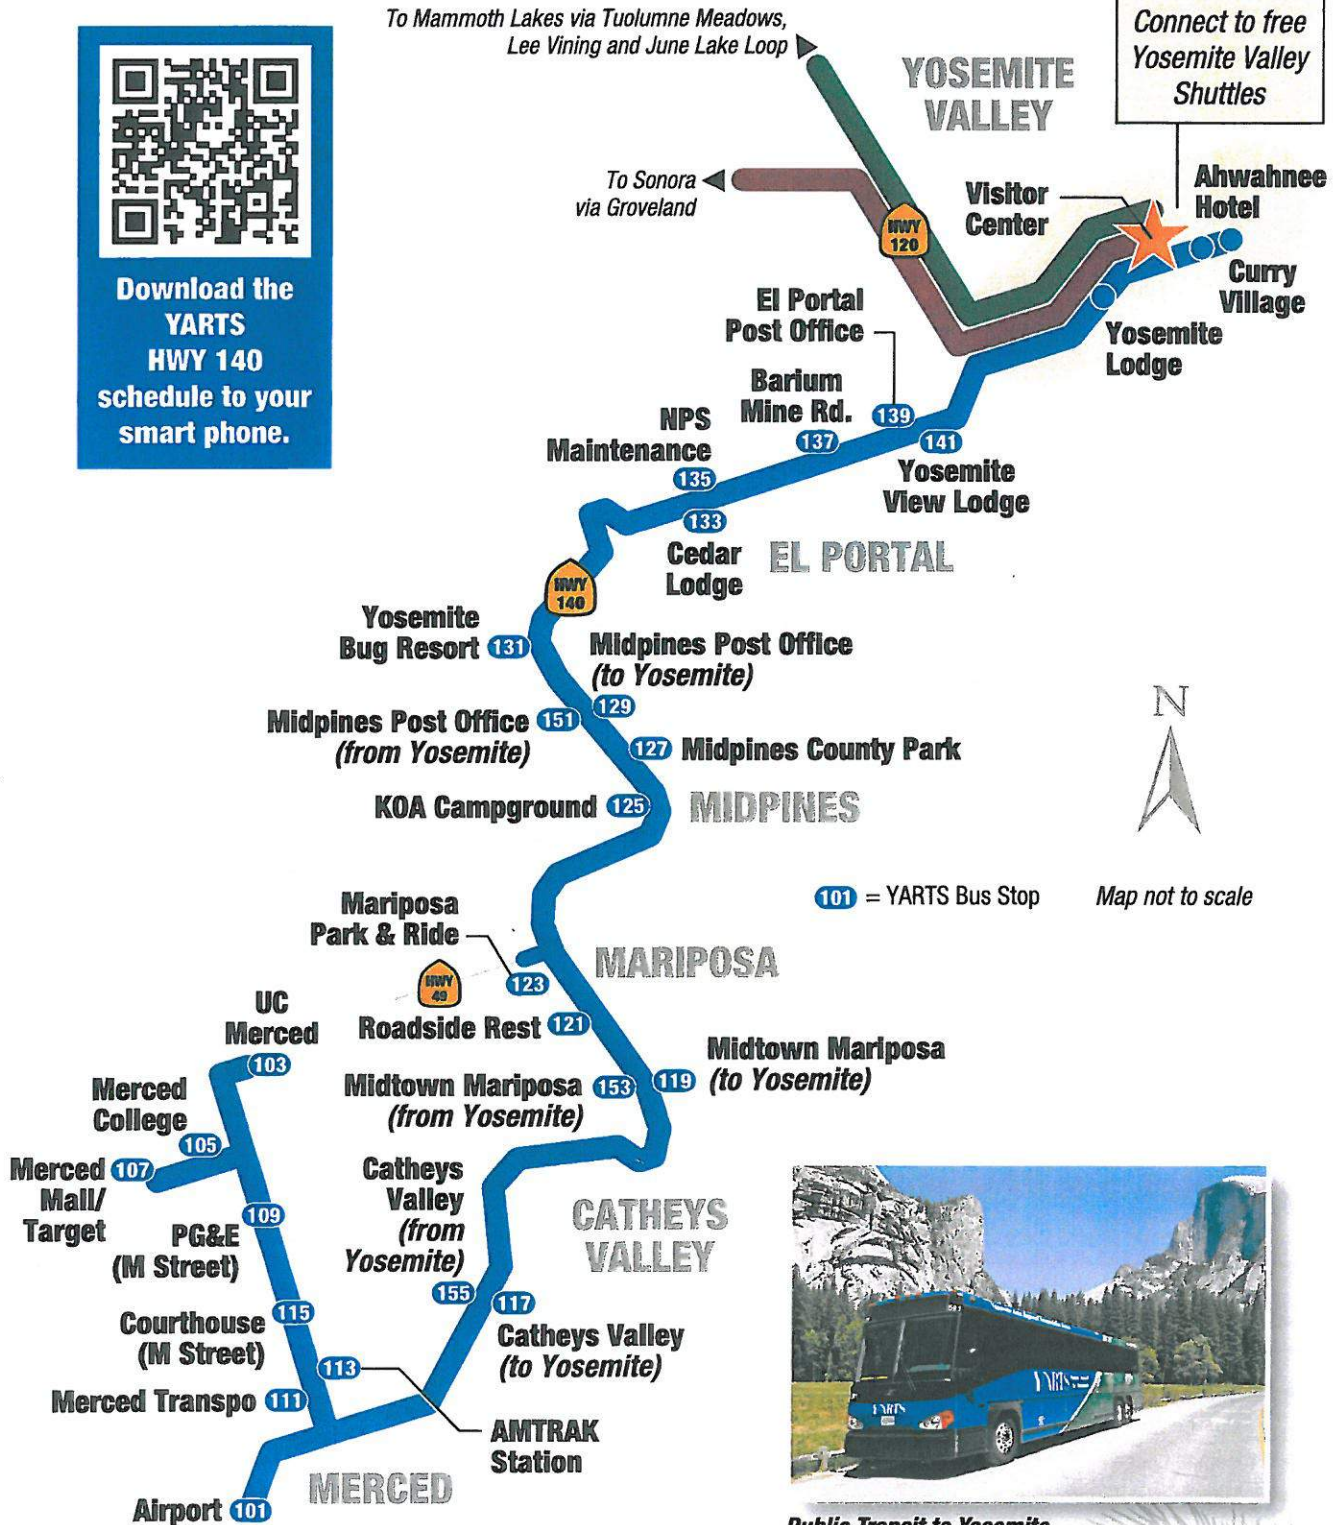 To Mammoth Lakes via Tuolumne Meadows,
Lee Vining and June Lake Loop
Connect to free
Yosemite Valley
Shuttles
YOSEMITE
VALLEY
To Sonora
via Groveland
HWY
120
Visitor
Center
Ahwahnee
Hotel
Curry
Village
Yosemite
Lodge
Download the
YARTS
HWY 140
schedule to your
smart phone.
El Portal
Post Office
139
Barium
Mine Rd.
137
NPS
Maintenance
135
141
Yosemite
View Lodge
133
Cedar
Lodge
EL PORTAL
HWY
140
Yosemite
Bug Resort
131
Midpines Post Office
(to Yosemite)
129
Midpines Post Office
(from Yosemite)
151
127
Midpines County Park
KOA Campground
125
MIDPINES
N
101 = YARTS Bus Stop
Map not to scale
Mariposa
Park & Ride
123
HWY
49
MARIPOSA
Roadside Rest
121
Midtown Mariposa
(to Yosemite)
119
Midtown Mariposa
(from Yosemite)
153
UC
Merced
103
Merced
College
105
Merced
Mall/
Target
107
109
PG&E
(M Street)
Catheys
Valley
(from
Yosemite)
155
CATHEYS
VALLEY
117
Catheys Valley
(to Yosemite)
Courthouse
(M Street)
115
113
AMTRAK
Station
Merced Transpo
111
MERCED
Airport
101
YARTS
YARTS
Public Transit to Yosemite